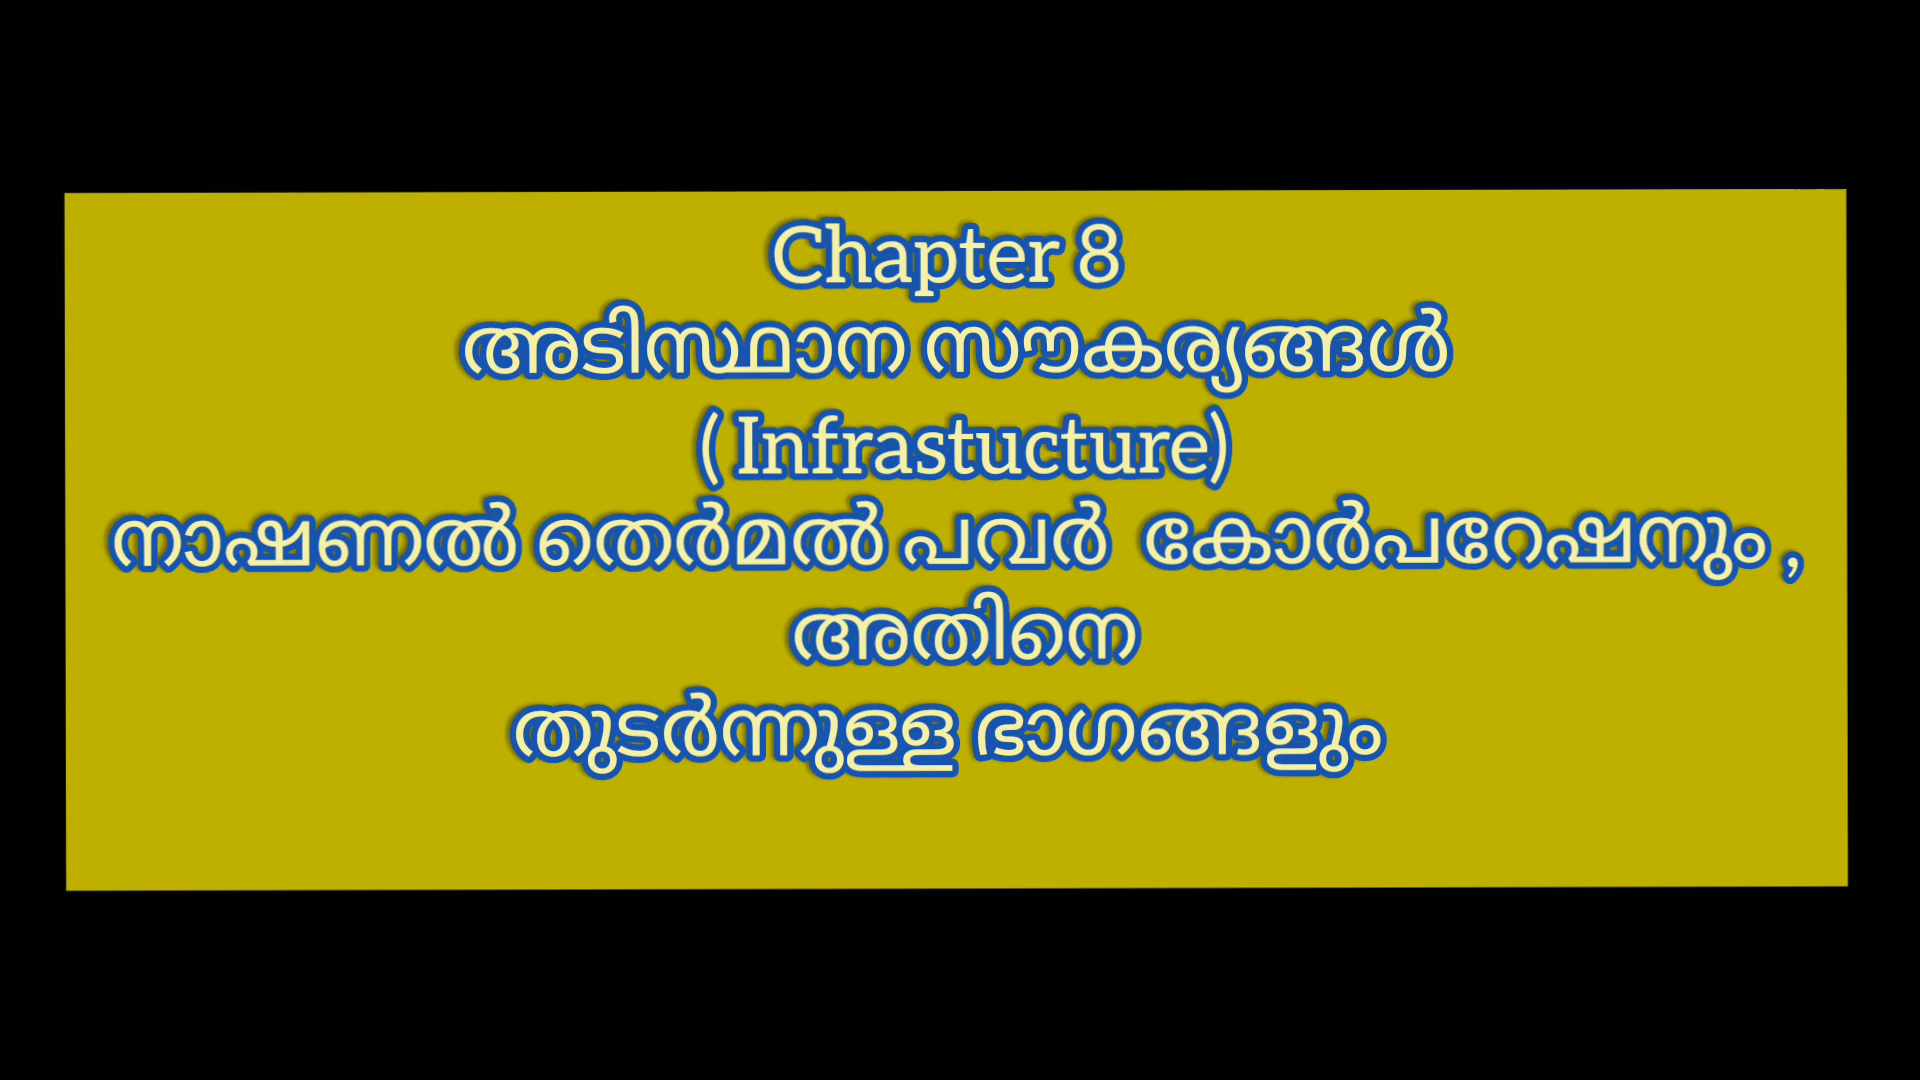 Chapter 8
അടിസ്ഥാന സൗകര്യങ്ങൾ
( Infrastucture)
നാഷണൽ തെർമൽ പവർ കോർപറേഷനും ,
അതിനെ
തുടർന്നുള്ള ഭാഗങ്ങളും